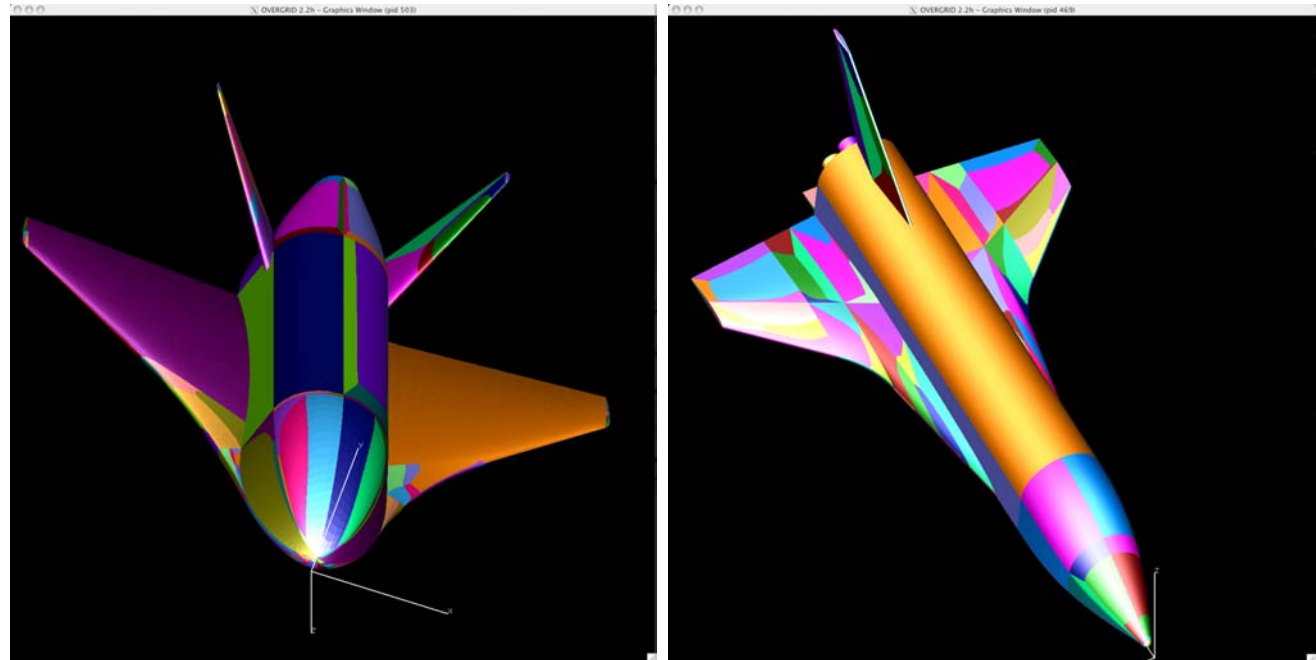 OVERGRID 2.2h - Graphics Window (pid 503)
OVERGRID 2.2h - Graphics Window (pid 469)
Y
X
Z
Z